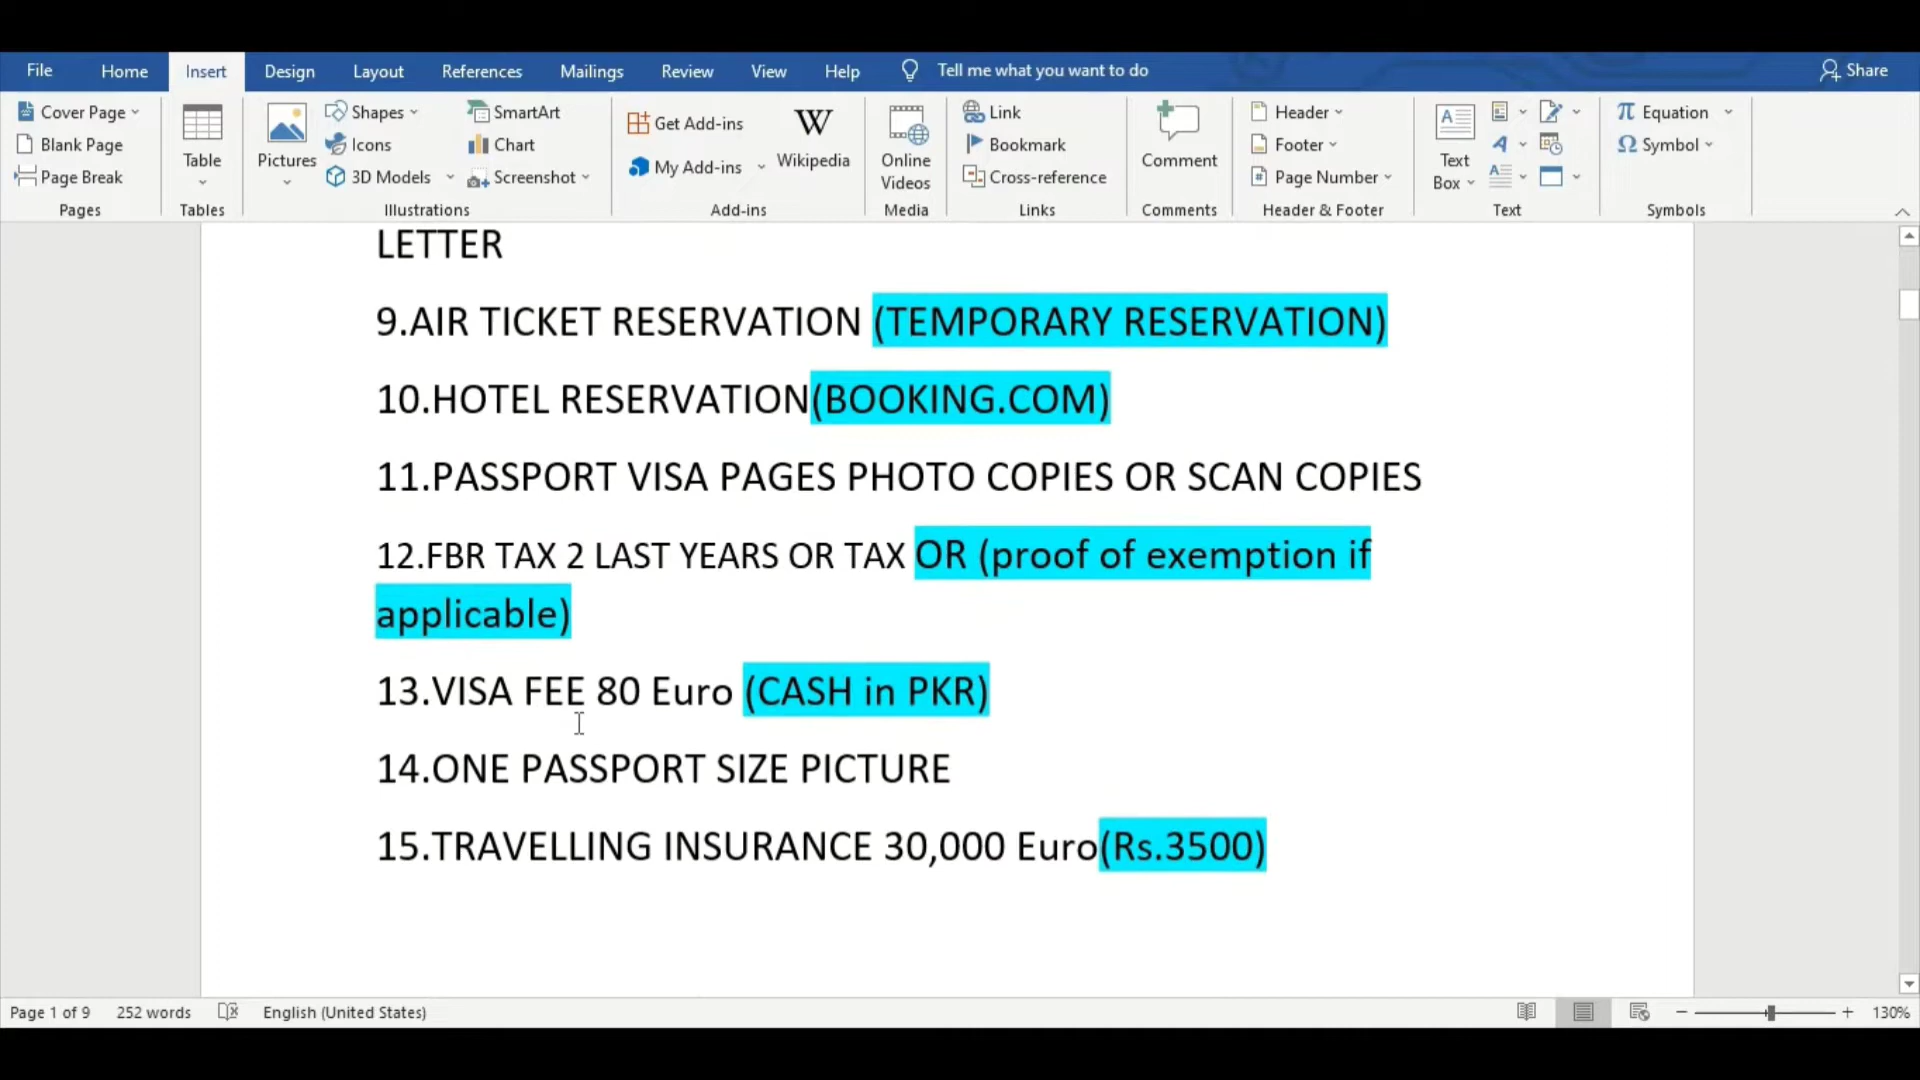 File Home Insert Design Layout References Mailings Review View Help Tell me what you want to do Share
Cover Page Shapes SmartArt Get Add-ins Link Header Equation
Blank Page Icons Chart Bookmark Footer Symbol
Page Break 3D Models Screenshot My Add-ins Cross-reference Page Number
Table Pictures Wikipedia Online Videos Comment Text Box
Pages Tables Illustrations Add-ins Media Links Comments Header & Footer Text Symbols
LETTER
9.AIR TICKET RESERVATION (TEMPORARY RESERVATION)
10.HOTEL RESERVATION(BOOKING.COM)
11.PASSPORT VISA PAGES PHOTO COPIES OR SCAN COPIES
12.FBR TAX 2 LAST YEARS OR TAX OR (proof of exemption if
applicable)
13.VISA FEE 80 Euro (CASH in PKR)
14.ONE PASSPORT SIZE PICTURE
15.TRAVELLING INSURANCE 30,000 Euro(Rs.3500)
Page 1 of 9 252 words English (United States) 130%